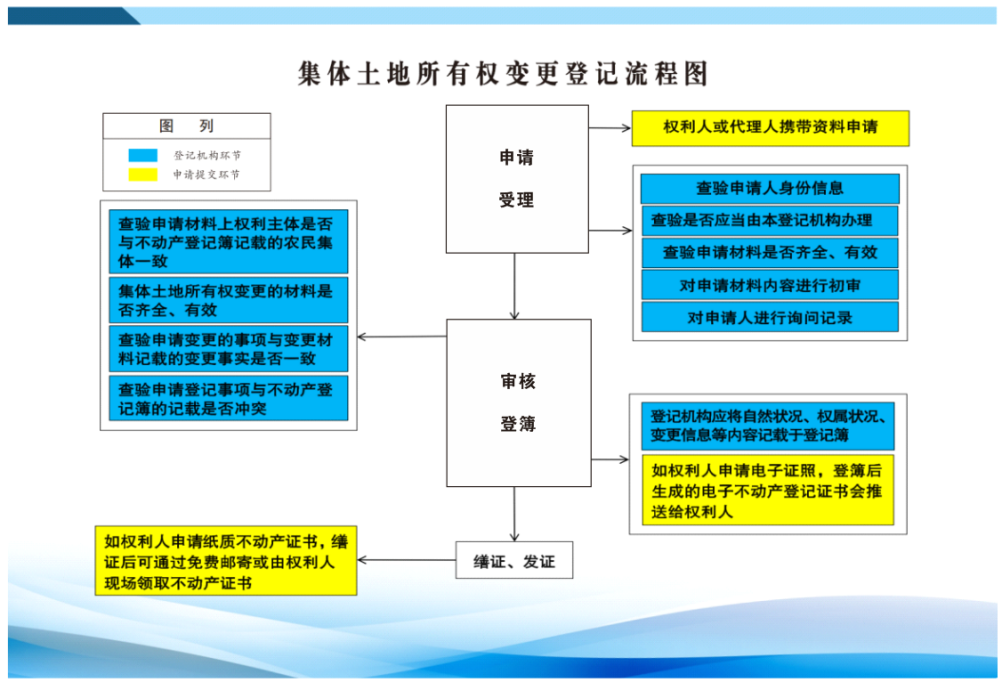 集体土地所有权变更登记流程图
图 列
登记机构环节
申请提交环节
申请
受理
权利人或代理人携带资料申请
查验申请人身份信息
查验是否应当由本登记机构办理
查验申请材料是否齐全、有效
对申请材料内容进行初审
对申请人进行询问记录
查验申请材料上权利主体是否
与不动产登记簿记载的农民集
体一致
集体土地所有权变更的材料是
否齐全、有效
查验申请变更的事项与变更材
料记载的变更事实是否一致
查验申请登记事项与不动产登
记簿的记载是否冲突
审核
登簿
登记机构应将自然状况、权属状况、
变更信息等内容记载于登记簿
如权利人申请电子证照，登簿后
生成的电子不动产登记证书会推
送给权利人
缮证、发证
如权利人申请纸质不动产证书，缮
证后可通过免费邮寄或由权利人
现场领取不动产证书